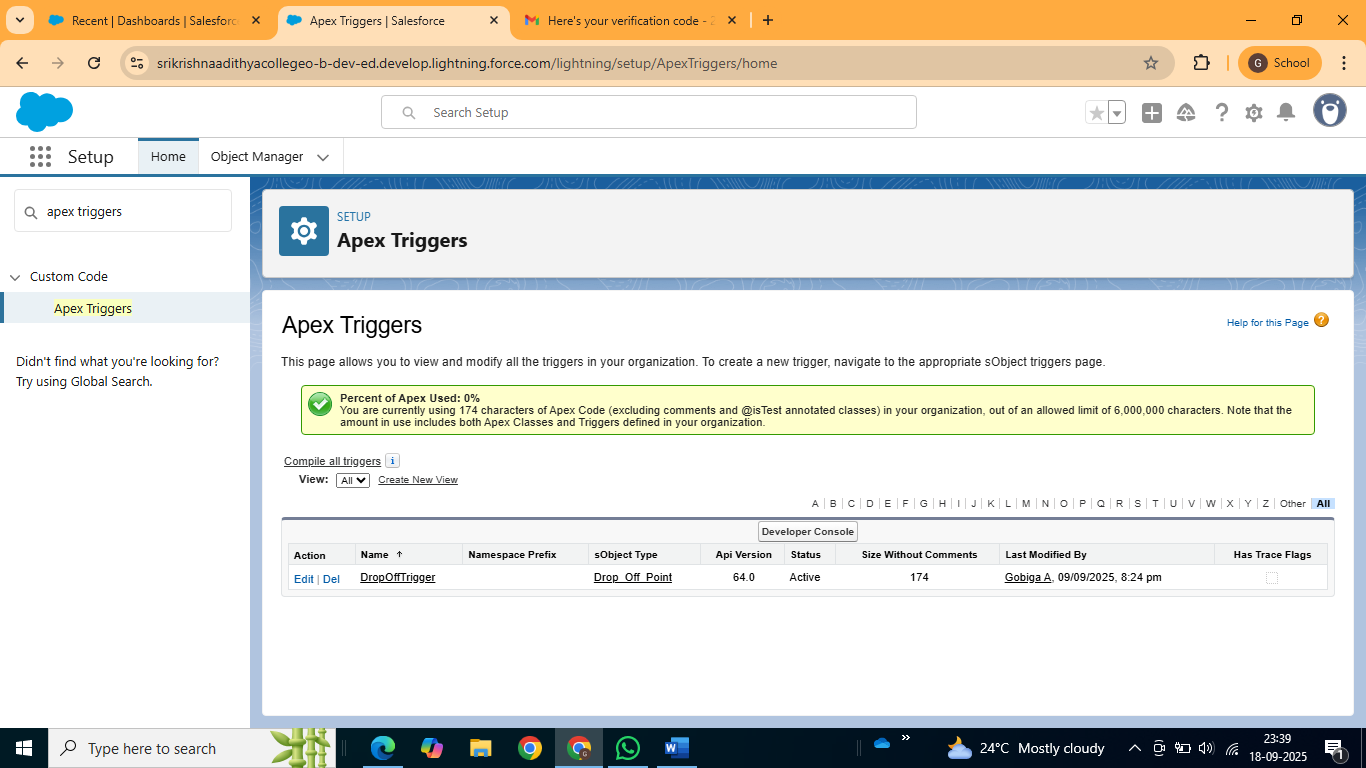 Recent | Dashboards | Salesforce
Apex Triggers | Salesforce
Here's your verification code - 2
srikrishnaadithyacollegeo-b-dev-ed.develop.lightning.force.com/lightning/setup/ApexTriggers/home
G School
Search Setup
Setup
Home
Object Manager
apex triggers
Custom Code
Apex Triggers
Didn't find what you're looking for?
Try using Global Search.
SETUP
Apex Triggers
Apex Triggers
Help for this Page ?
This page allows you to view and modify all the triggers in your organization. To create a new trigger, navigate to the appropriate sObject triggers page.
Percent of Apex Used: 0%
You are currently using 174 characters of Apex Code (excluding comments and @isTest annotated classes) in your organization, out of an allowed limit of 6,000,000 characters. Note that the
amount in use includes both Apex Classes and Triggers defined in your organization.
Compile all triggers i
View: All Create New View
A | B | C | D | E | F | G | H | I | J | K | L | M | N | O | P | Q | R | S | T | U | V | W | X | Y | Z | Other | All
Developer Console
Action Name ↑ Namespace Prefix sObject Type Api Version Status Size Without Comments Last Modified By Has Trace Flags
Edit | Del DropOffTrigger Drop_Off_Point 64.0 Active 174 Gobiga A, 09/09/2025, 8:24 pm
Type here to search
24°C Mostly cloudy
23:39
18-09-2025
1